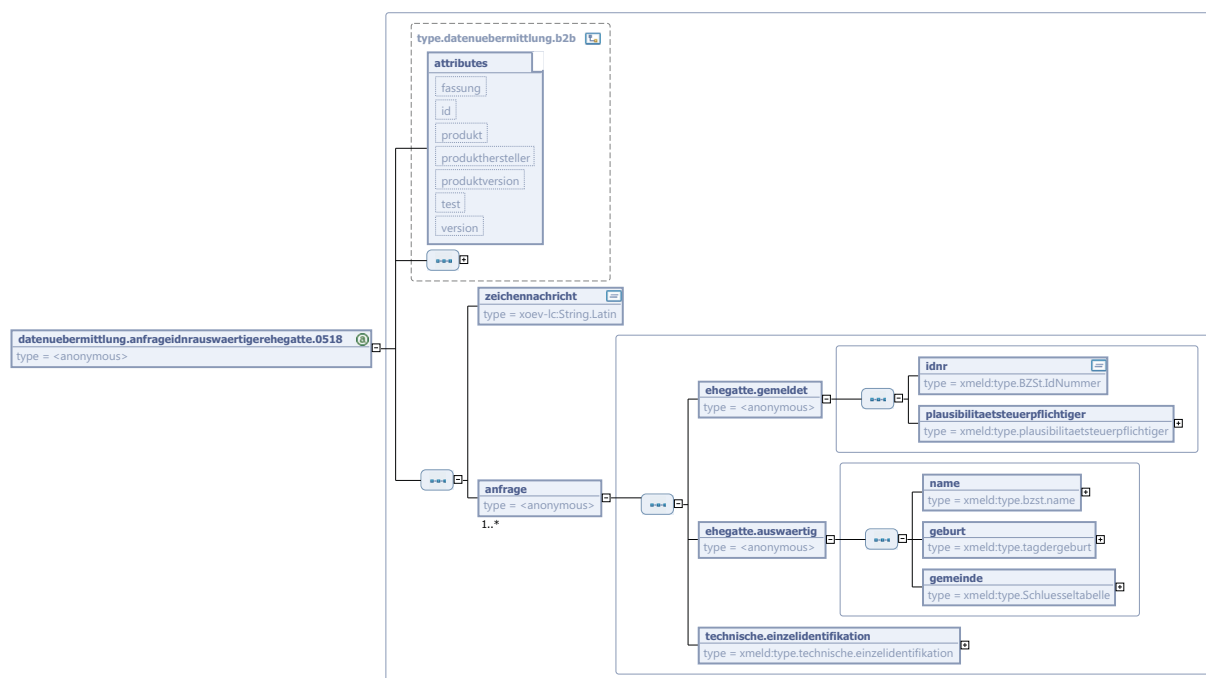 type.datenuebermittlung.b2b
attributes
fassung
id
produkt
produkthersteller
produktversion
test
version
zeichennachricht
type = xoev-lc:String.Latin
datenuebermittlung.anfrageidnrauswaertigerehegatte.0518
a
type = <anonymous>
idnr
type = xmeld:type.BZSt.IdNummer
ehegatte.gemeldet
type = <anonymous>
plausibilitaetsteuerpflichtiger
type = xmeld:type.plausibilitaetsteuerpflichtiger
anfrage
type = <anonymous>
1..*
name
type = xmeld:type.bzst.name
ehegatte.auswaertig
type = <anonymous>
geburt
type = xmeld:type.tagdergeburt
gemeinde
type = xmeld:type.Schluesseltabelle
technische.einzelidentifikation
type = xmeld:type.technische.einzelidentifikation